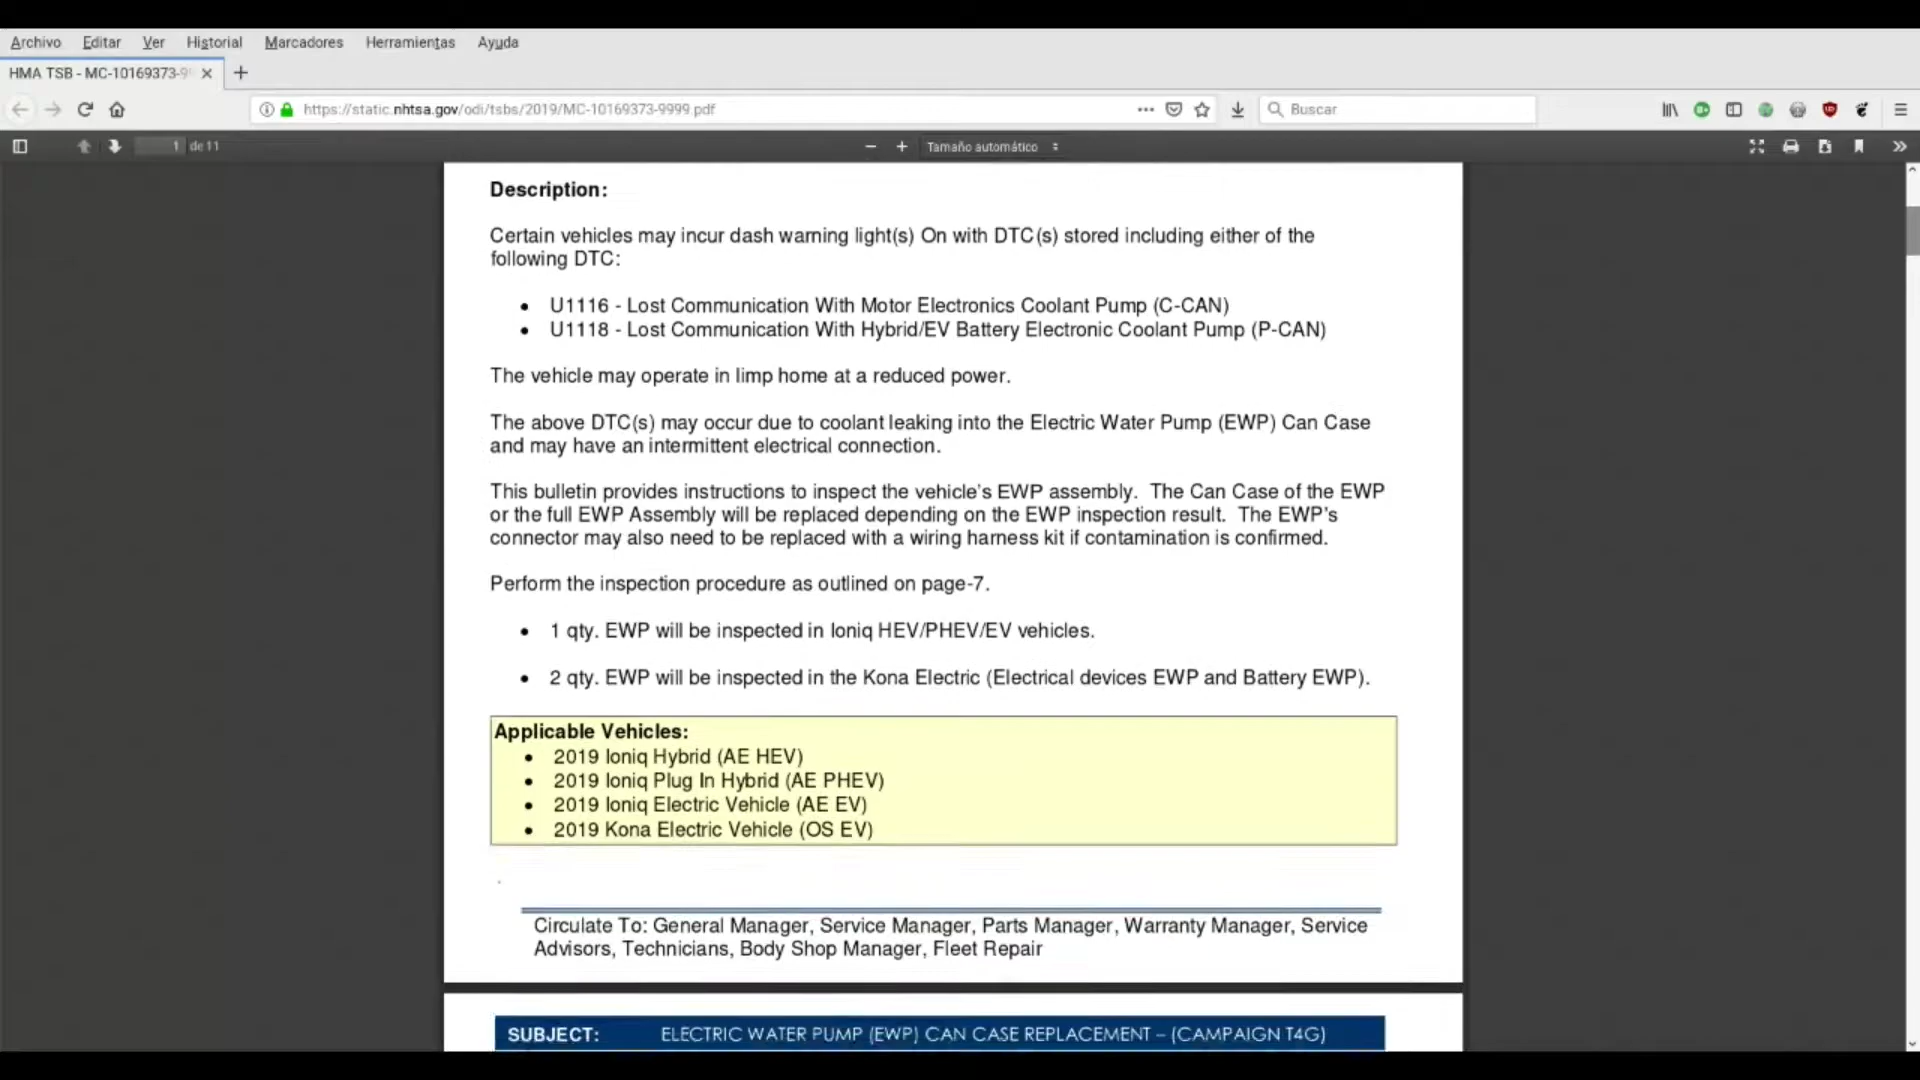 Archivo Editar Ver Historial Marcadores Herramientas Ayuda
HMA TSB - MC-10169373-9
https://static.nhtsa.gov/odi/tsbs/2019/MC-10169373-9999.pdf
Buscar
1 de 11
Tamaño automático
Description:
Certain vehicles may incur dash warning light(s) On with DTC(s) stored including either of the
following DTC:
• U1116 - Lost Communication With Motor Electronics Coolant Pump (C-CAN)
• U1118 - Lost Communication With Hybrid/EV Battery Electronic Coolant Pump (P-CAN)
The vehicle may operate in limp home at a reduced power.
The above DTC(s) may occur due to coolant leaking into the Electric Water Pump (EWP) Can Case
and may have an intermittent electrical connection.
This bulletin provides instructions to inspect the vehicle's EWP assembly. The Can Case of the EWP
or the full EWP Assembly will be replaced depending on the EWP inspection result. The EWP's
connector may also need to be replaced with a wiring harness kit if contamination is confirmed.
Perform the inspection procedure as outlined on page-7.
• 1 qty. EWP will be inspected in Ioniq HEV/PHEV/EV vehicles.
• 2 qty. EWP will be inspected in the Kona Electric (Electrical devices EWP and Battery EWP).
Applicable Vehicles:
• 2019 Ioniq Hybrid (AE HEV)
• 2019 Ioniq Plug In Hybrid (AE PHEV)
• 2019 Ioniq Electric Vehicle (AE EV)
• 2019 Kona Electric Vehicle (OS EV)
Circulate To: General Manager, Service Manager, Parts Manager, Warranty Manager, Service
Advisors, Technicians, Body Shop Manager, Fleet Repair
SUBJECT: ELECTRIC WATER PUMP (EWP) CAN CASE REPLACEMENT – (CAMPAIGN T4G)